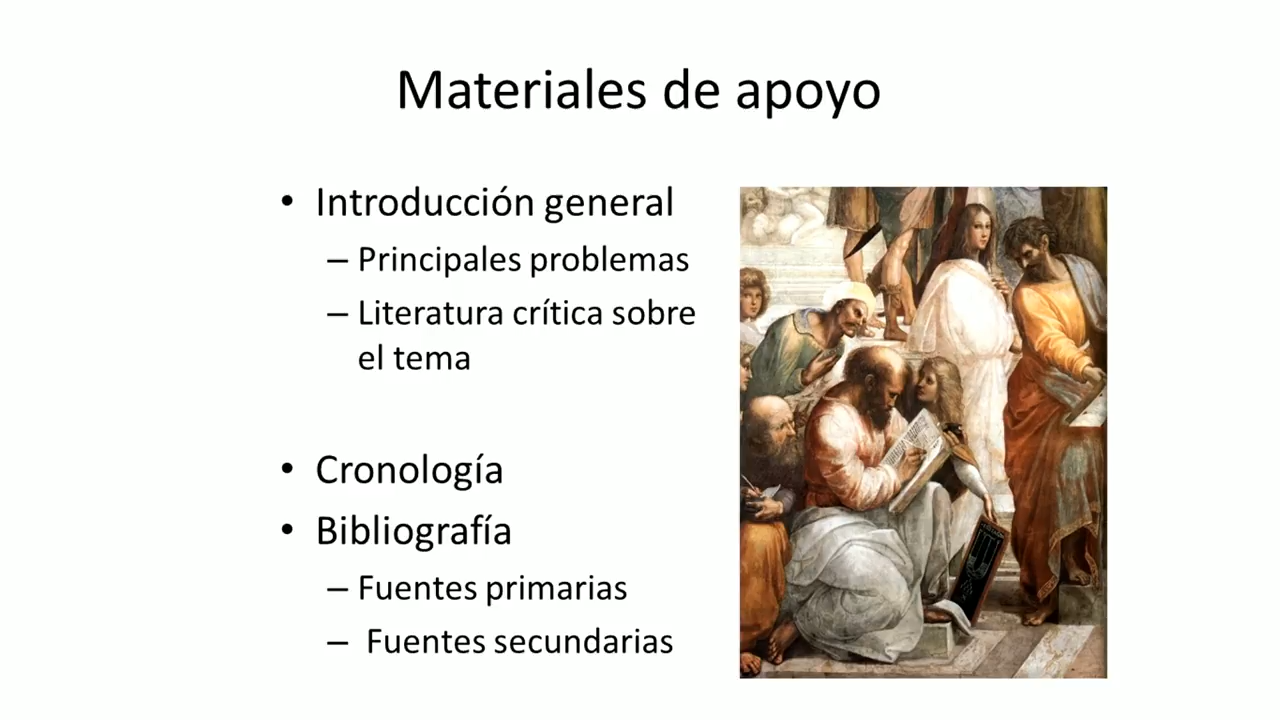 Materiales de apoyo
• Introducción general
– Principales problemas
– Literatura crítica sobre
el tema
• Cronología
• Bibliografía
– Fuentes primarias
– Fuentes secundarias